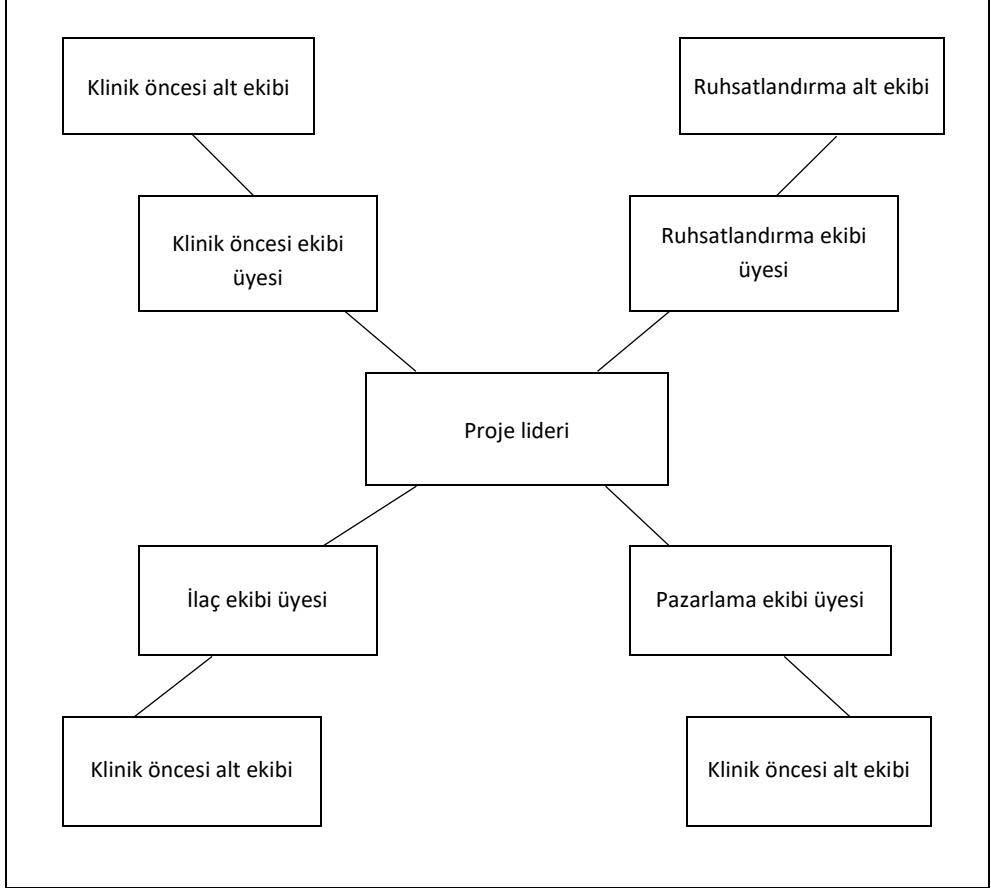 Klinik öncesi alt ekibi
Ruhsatlandırma alt ekibi
Klinik öncesi ekibi
üyesi
Ruhsatlandırma ekibi
üyesi
Proje lideri
İlaç ekibi üyesi
Pazarlama ekibi üyesi
Klinik öncesi alt ekibi
Klinik öncesi alt ekibi